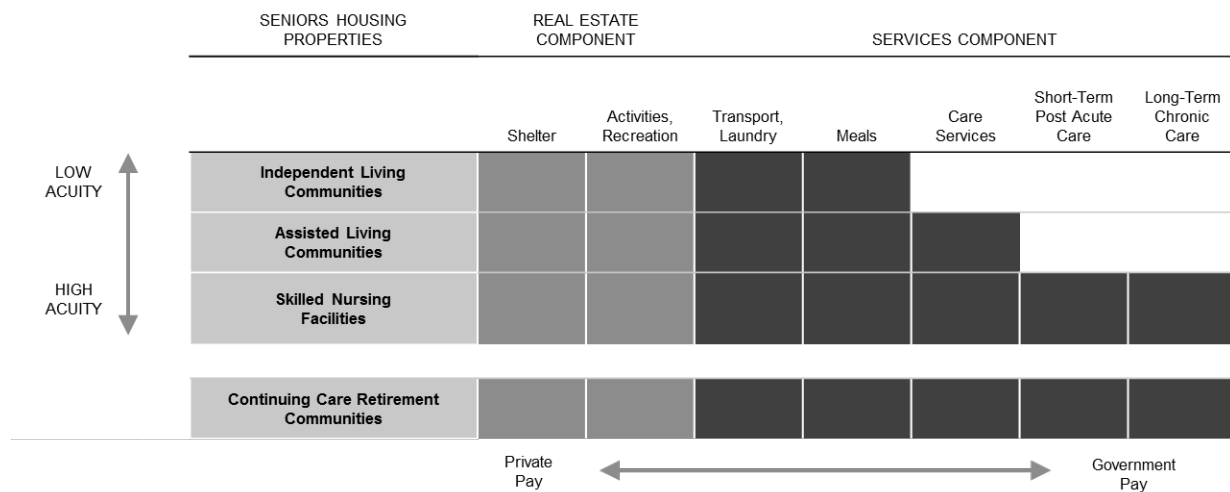 SENIORS HOUSING
PROPERTIES
REAL ESTATE
COMPONENT
SERVICES COMPONENT
Shelter
Activities,
Recreation
Transport,
Laundry
Meals
Care
Services
Short-Term
Post Acute
Care
Long-Term
Chronic
Care
LOW
ACUITY
HIGH
ACUITY
Independent Living
Communities
Assisted Living
Communities
Skilled Nursing
Facilities
Continuing Care Retirement
Communities
Private
Pay
Government
Pay